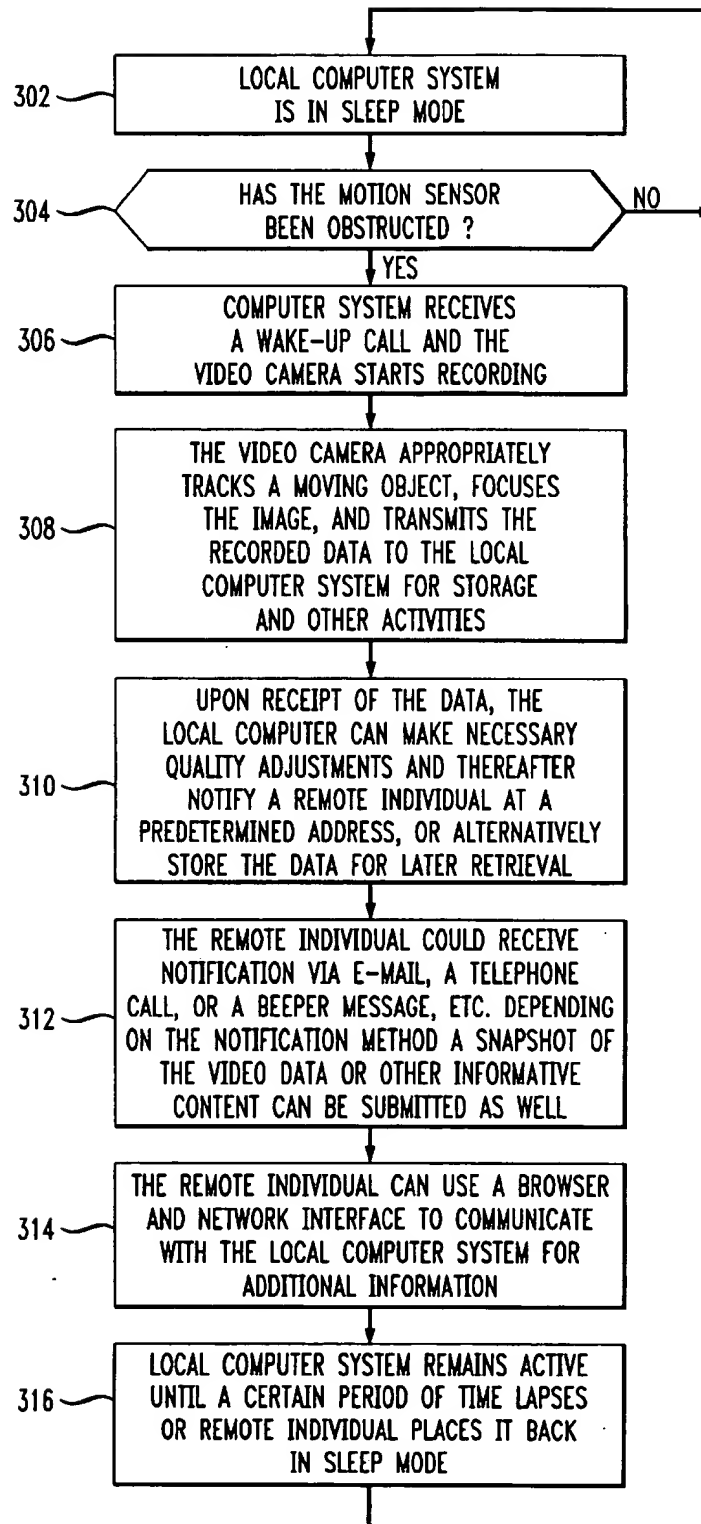 302
LOCAL COMPUTER SYSTEM
IS IN SLEEP MODE
304
HAS THE MOTION SENSOR
BEEN OBSTRUCTED ?
NO
YES
306
COMPUTER SYSTEM RECEIVES
A WAKE-UP CALL AND THE
VIDEO CAMERA STARTS RECORDING
308
THE VIDEO CAMERA APPROPRIATELY
TRACKS A MOVING OBJECT, FOCUSES
THE IMAGE, AND TRANSMITS THE
RECORDED DATA TO THE LOCAL
COMPUTER SYSTEM FOR STORAGE
AND OTHER ACTIVITIES
310
UPON RECEIPT OF THE DATA, THE
LOCAL COMPUTER CAN MAKE NECESSARY
QUALITY ADJUSTMENTS AND THEREAFTER
NOTIFY A REMOTE INDIVIDUAL AT A
PREDETERMINED ADDRESS, OR ALTERNATIVELY
STORE THE DATA FOR LATER RETRIEVAL
312
THE REMOTE INDIVIDUAL COULD RECEIVE
NOTIFICATION VIA E-MAIL, A TELEPHONE
CALL, OR A BEEPER MESSAGE, ETC. DEPENDING
ON THE NOTIFICATION METHOD A SNAPSHOT OF
THE VIDEO DATA OR OTHER INFORMATIVE
CONTENT CAN BE SUBMITTED AS WELL
314
THE REMOTE INDIVIDUAL CAN USE A BROWSER
AND NETWORK INTERFACE TO COMMUNICATE
WITH THE LOCAL COMPUTER SYSTEM FOR
ADDITIONAL INFORMATION
316
LOCAL COMPUTER SYSTEM REMAINS ACTIVE
UNTIL A CERTAIN PERIOD OF TIME LAPSES
OR REMOTE INDIVIDUAL PLACES IT BACK
IN SLEEP MODE